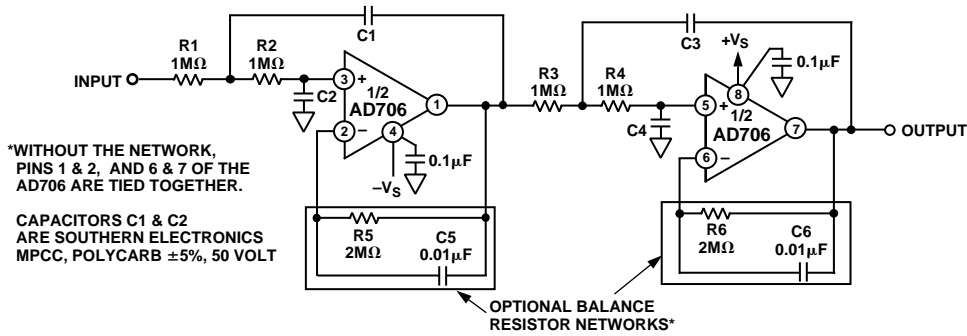 C1
R1
1MΩ
R2
1MΩ
INPUT
C2
3
+
1/2
AD706
1
2
–
4
0.1µF
–VS
R3
1MΩ
R4
1MΩ
C3
+VS
0.1µF
C4
5
+
8
1/2
AD706
7
6
–
OUTPUT
*WITHOUT THE NETWORK,
PINS 1 & 2, AND 6 & 7 OF THE
AD706 ARE TIED TOGETHER.
CAPACITORS C1 & C2
ARE SOUTHERN ELECTRONICS
MPCC, POLYCARB ±5%, 50 VOLT
R5
2MΩ
C5
0.01µF
R6
2MΩ
C6
0.01µF
OPTIONAL BALANCE
RESISTOR NETWORKS*